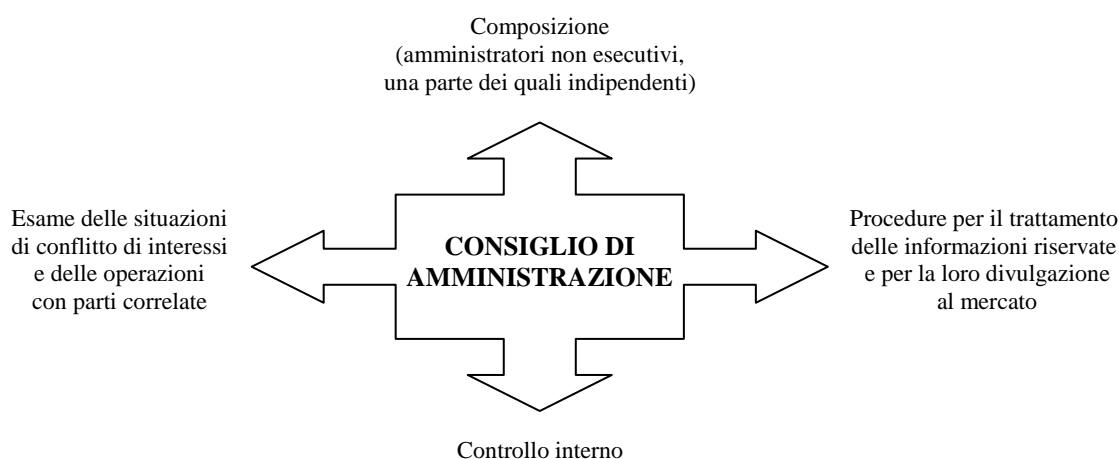 Composizione
(amministratori non esecutivi,
una parte dei quali indipendenti)
Esame delle situazioni
di conflitto di interessi
e delle operazioni
con parti correlate
CONSIGLIO DI
AMMINISTRAZIONE
Procedure per il trattamento
delle informazioni riservate
e per la loro divulgazione
al mercato
Controllo interno